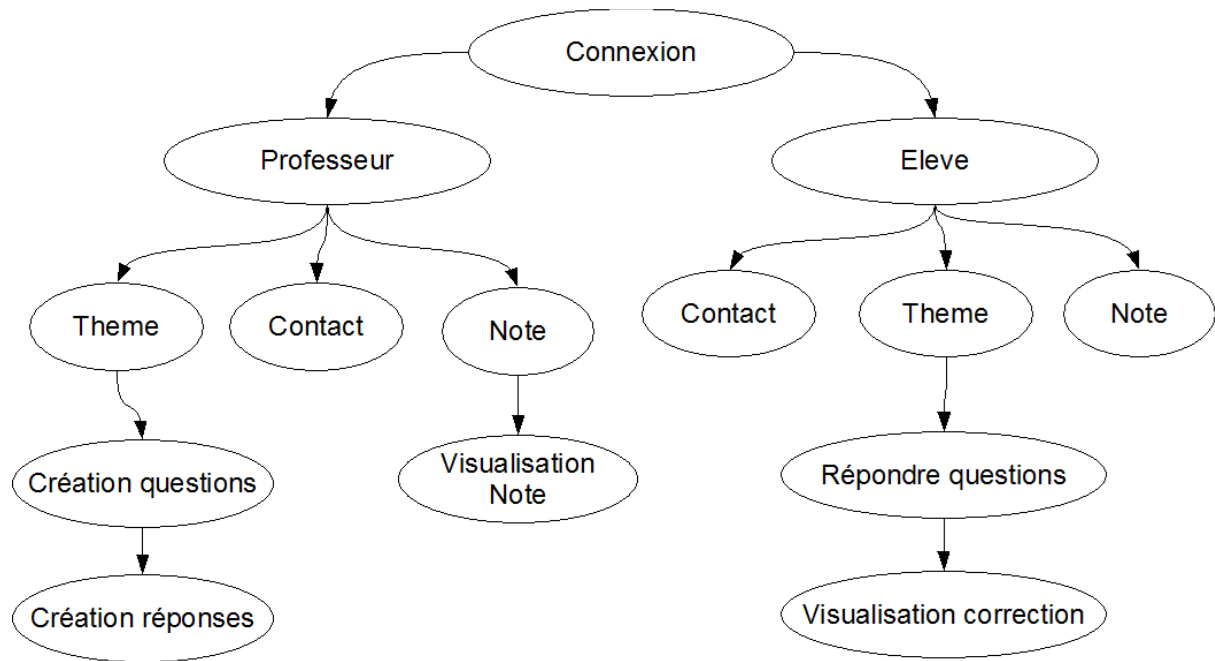 Connexion
Professeur
Eleve
Theme
Contact
Note
Contact
Theme
Note
Création questions
Visualisation
Note
Répondre questions
Création réponses
Visualisation correction